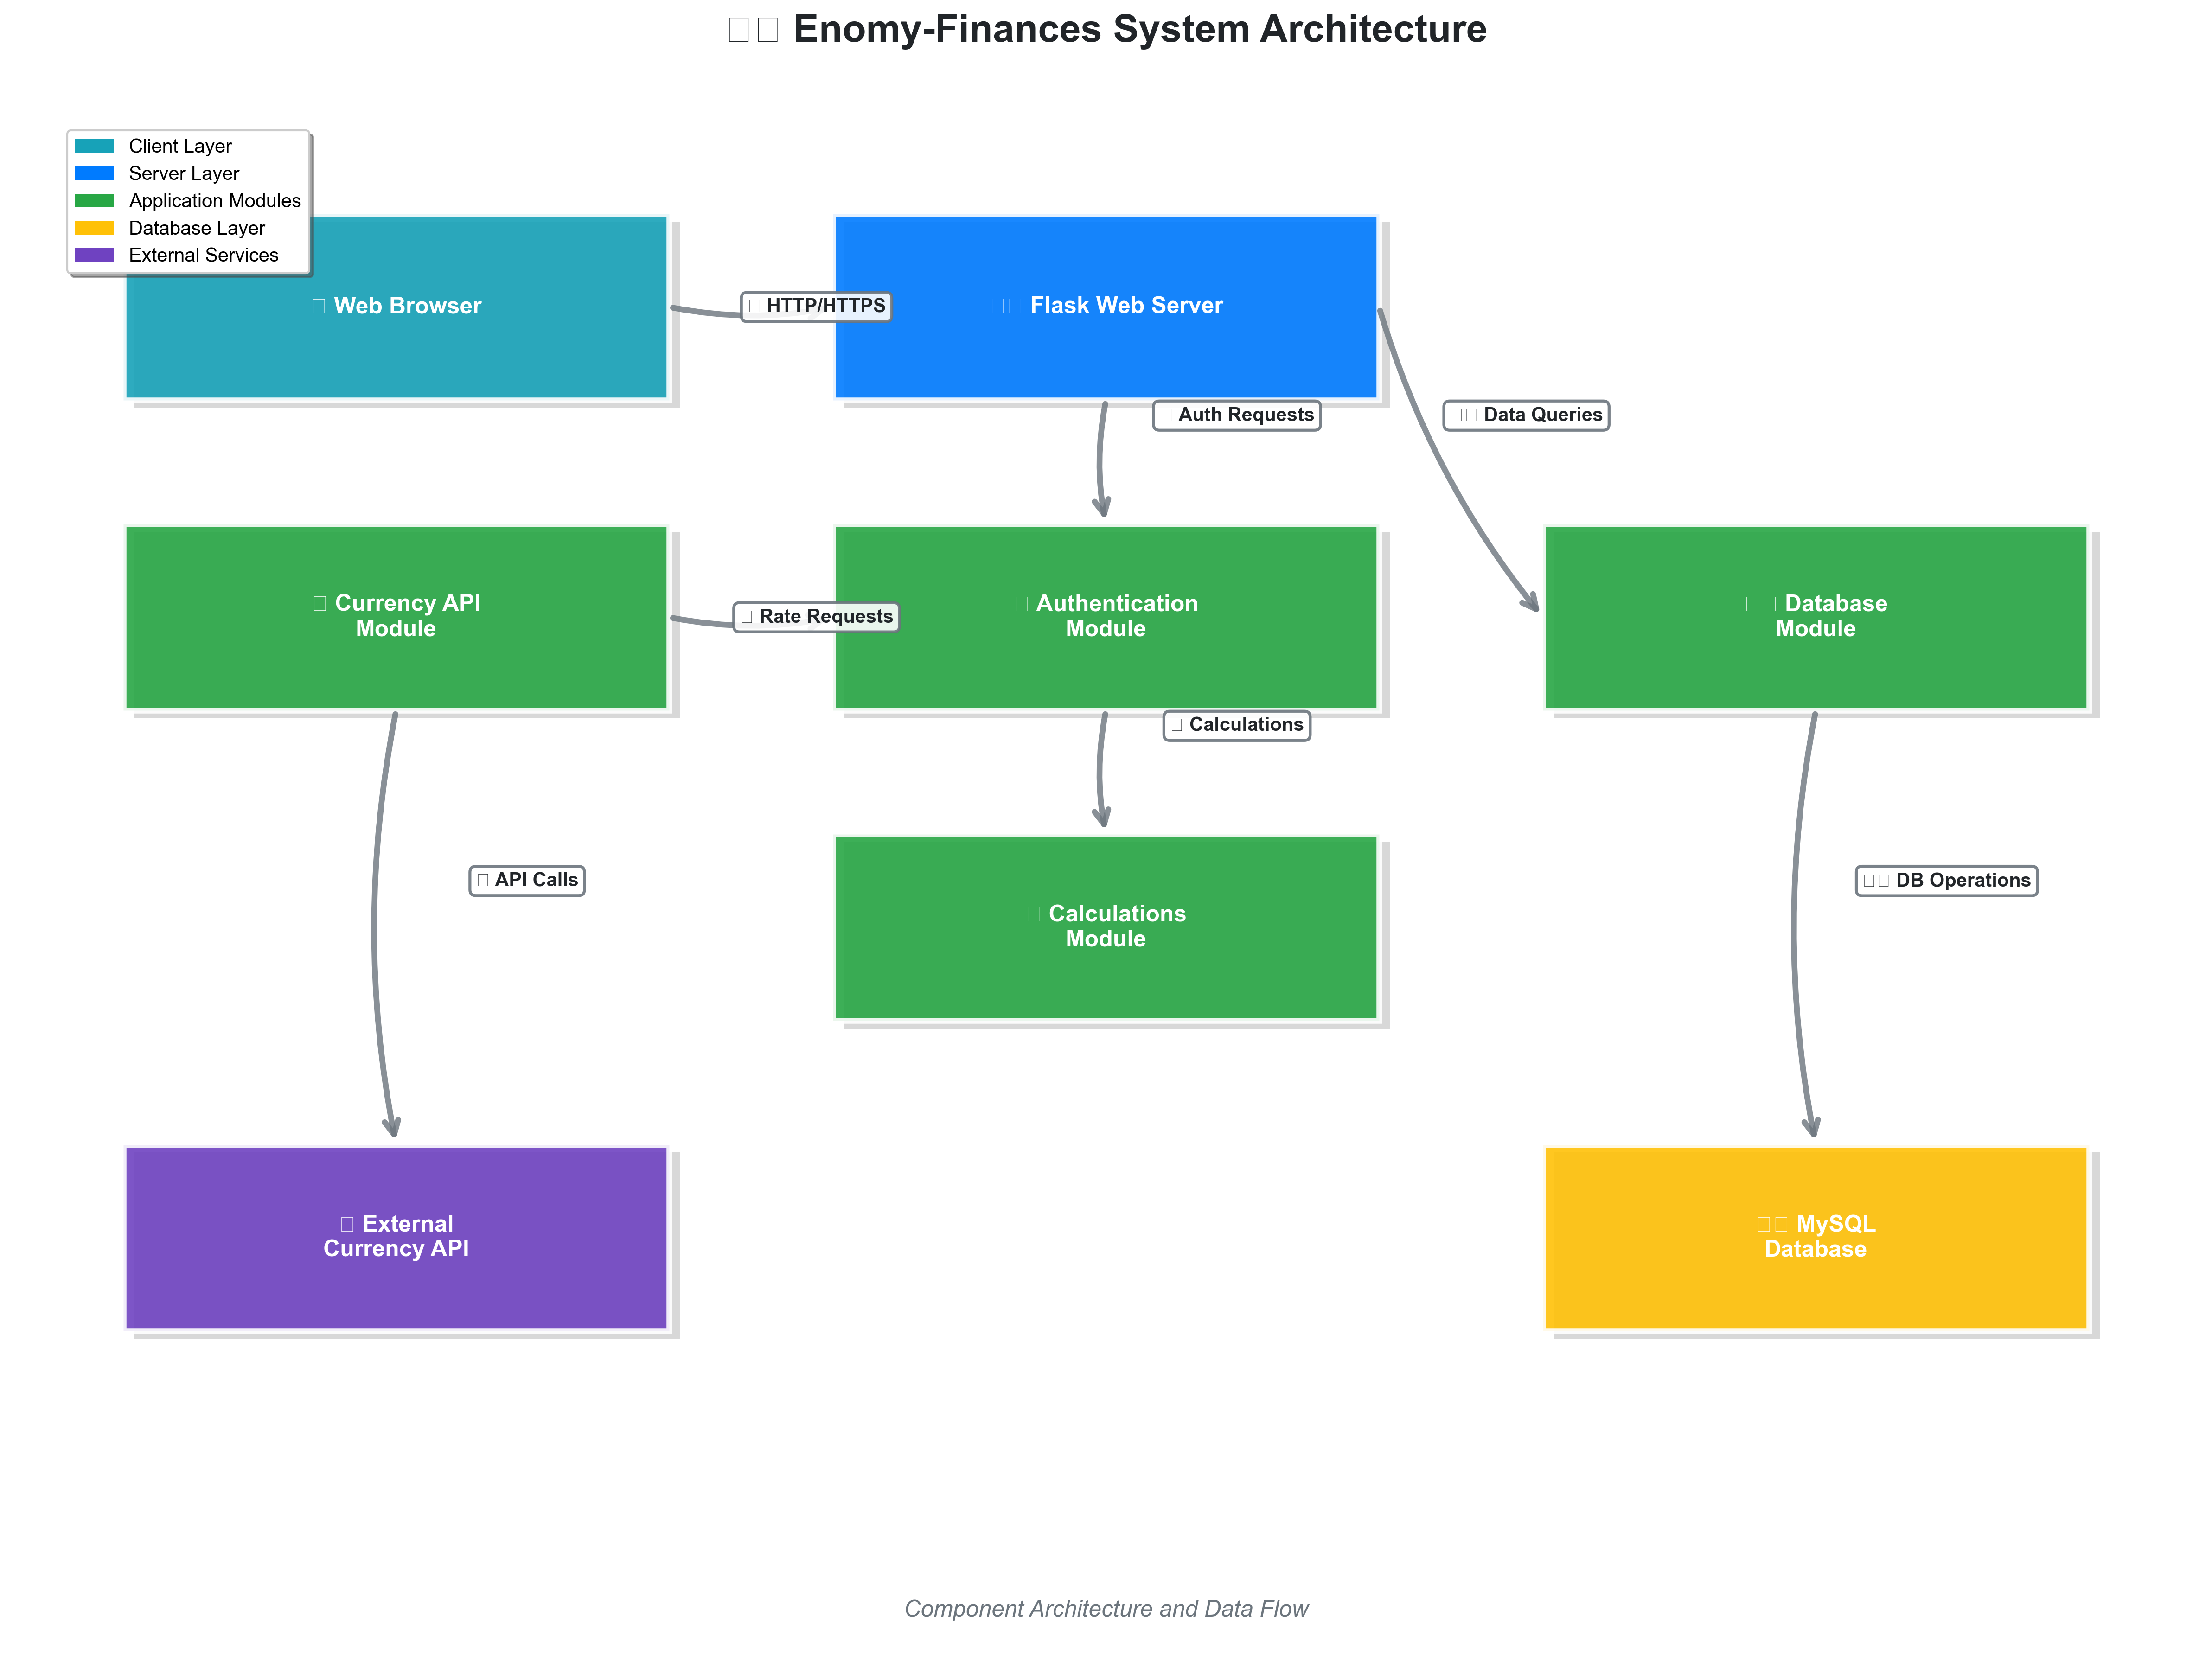 Enomy-Finances System Architecture
Client Layer
Server Layer
Application Modules
Database Layer
External Services
Web Browser
HTTP/HTTPS
Flask Web Server
Auth Requests
Data Queries
Currency API
Module
Rate Requests
Authentication
Module
Database
Module
Calculations
API Calls
DB Operations
Calculations
Module
External
Currency API
MySQL
Database
Component Architecture and Data Flow